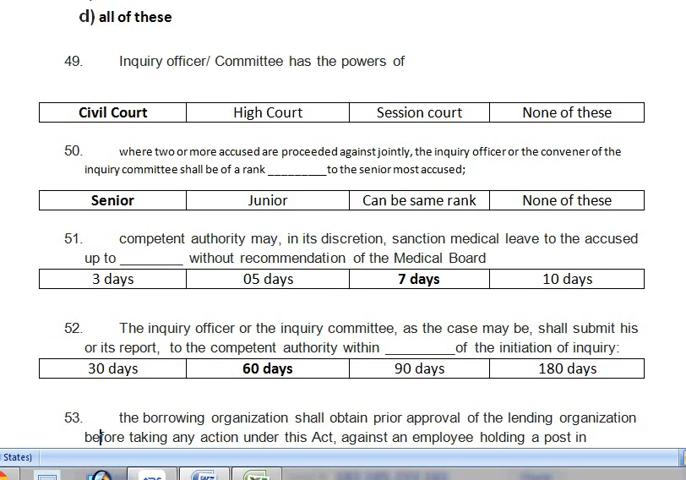 d) all of these
49. Inquiry officer/ Committee has the powers of
Civil Court High Court Session court None of these
50. where two or more accused are proceeded against jointly, the inquiry officer or the convener of the
inquiry committee shall be of a rank _________to the senior most accused;
Senior Junior Can be same rank None of these
51. competent authority may, in its discretion, sanction medical leave to the accused
up to ________ without recommendation of the Medical Board
3 days 05 days 7 days 10 days
52. The inquiry officer or the inquiry committee, as the case may be, shall submit his
or its report, to the competent authority within _________of the initiation of inquiry:
30 days 60 days 90 days 180 days
53. the borrowing organization shall obtain prior approval of the lending organization
before taking any action under this Act, against an employee holding a post in
States)